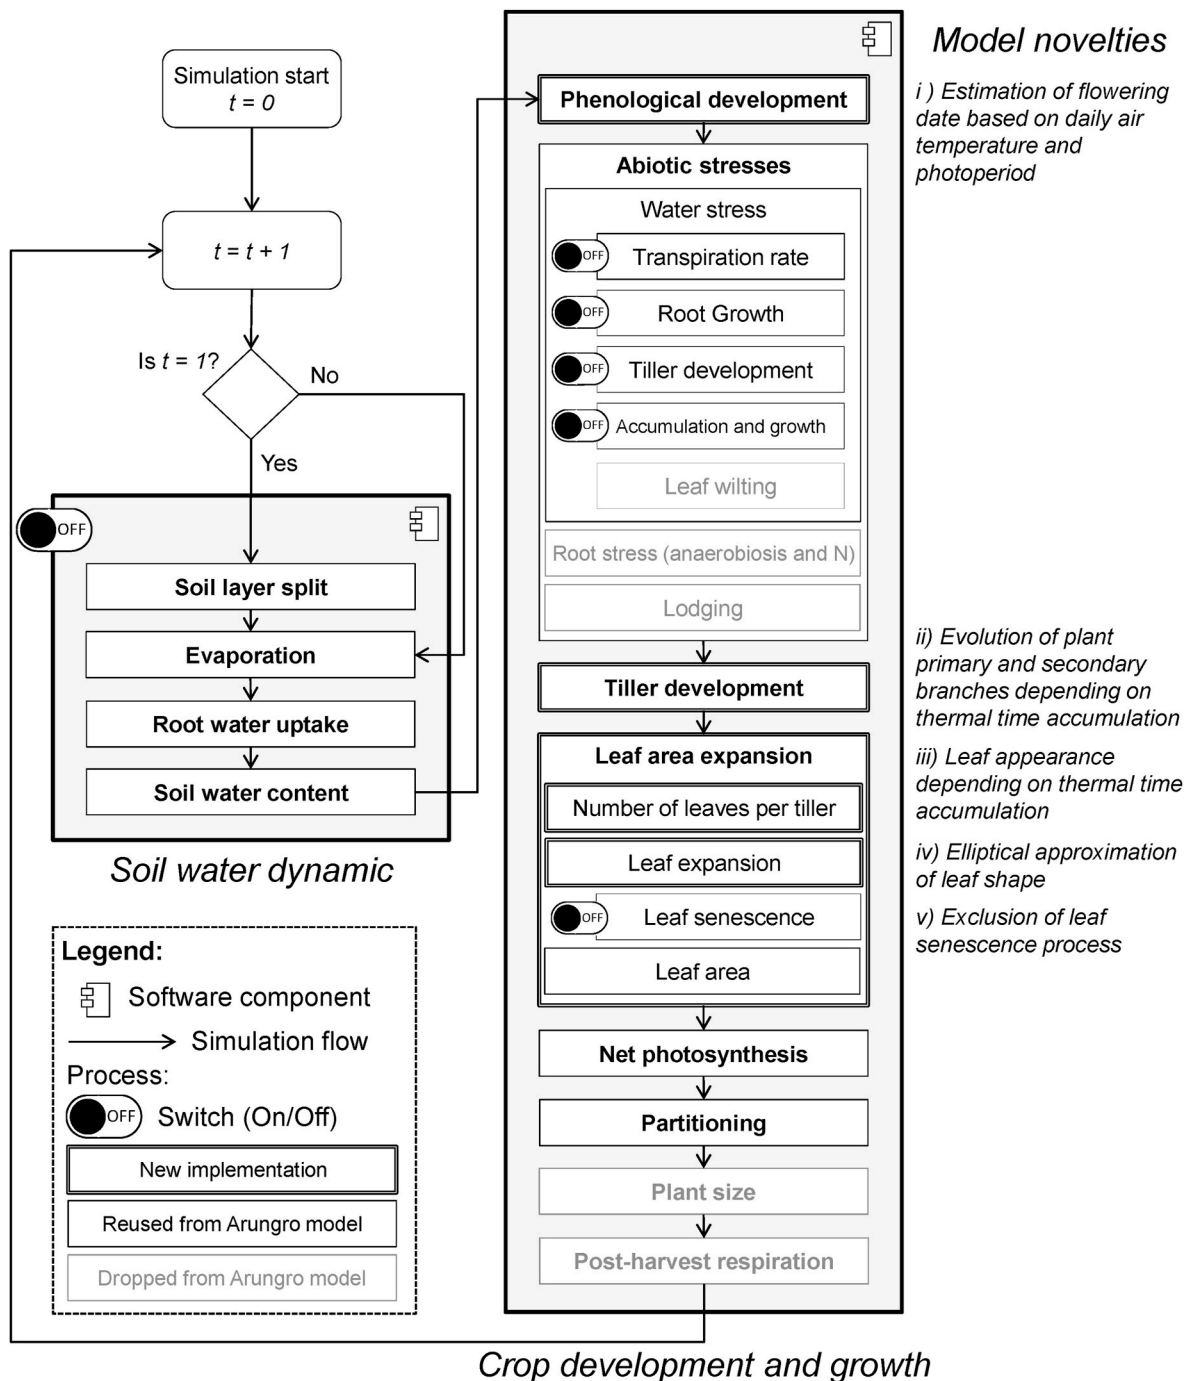 Simulation start
t = 0
t = t + 1
Is t = 1?
No
Yes
OFF
Soil layer split
Evaporation
Root water uptake
Soil water content
Soil water dynamic
Legend:
Software component
Simulation flow
Process:
OFF
Switch (On/Off)
New implementation
Reused from Arungro model
Dropped from Arungro model
Phenological development
Abiotic stresses
Water stress
OFF
Transpiration rate
OFF
Root Growth
OFF
Tiller development
OFF
Accumulation and growth
Leaf wilting
Root stress (anaerobiosis and N)
Lodging
Tiller development
Leaf area expansion
Number of leaves per tiller
Leaf expansion
OFF
Leaf senescence
Leaf area
Net photosynthesis
Partitioning
Plant size
Post-harvest respiration
Crop development and growth
Model novelties
i ) Estimation of flowering
date based on daily air
temperature and
photoperiod
ii) Evolution of plant
primary and secondary
branches depending on
thermal time accumulation
iii) Leaf appearance
depending on thermal time
accumulation
iv) Elliptical approximation
of leaf shape
v) Exclusion of leaf
senescence process